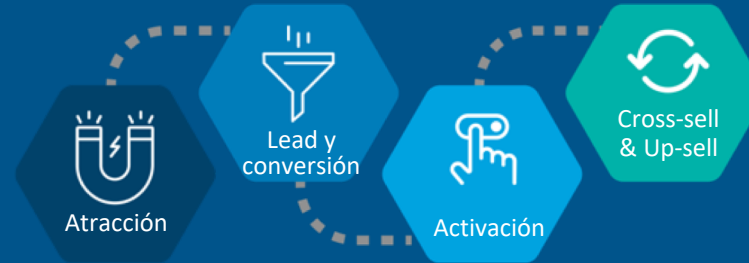 Atracción
Lead y
conversión
Activación
Cross-sell
& Up-sell